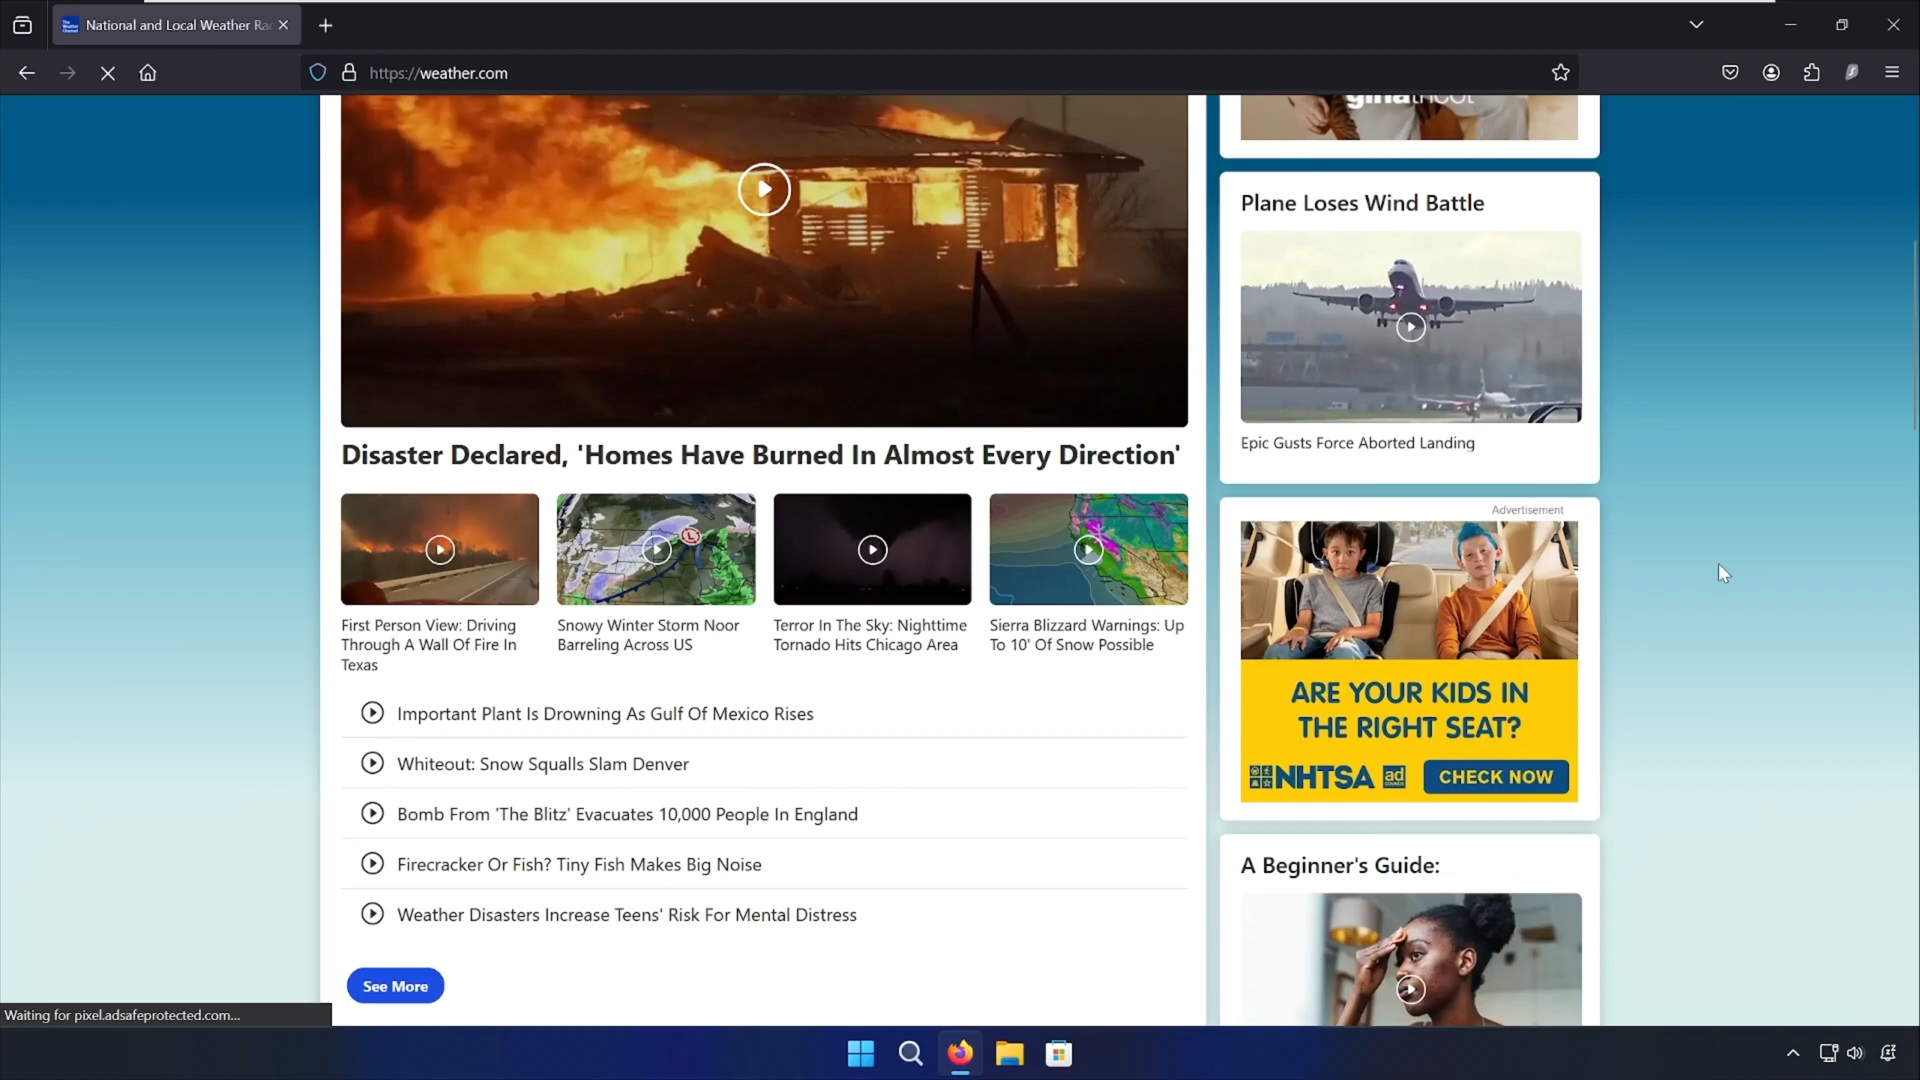 National and Local Weather Ra
https://weather.com
Plane Loses Wind Battle
Epic Gusts Force Aborted Landing
Disaster Declared, 'Homes Have Burned In Almost Every Direction'
Advertisement
First Person View: Driving
Through A Wall Of Fire In
Texas
Snowy Winter Storm Noor
Barreling Across US
Terror In The Sky: Nighttime
Tornado Hits Chicago Area
Sierra Blizzard Warnings: Up
To 10' Of Snow Possible
ARE YOUR KIDS IN
THE RIGHT SEAT?
NHTSA ad
CHECK NOW
Important Plant Is Drowning As Gulf Of Mexico Rises
Whiteout: Snow Squalls Slam Denver
Bomb From 'The Blitz' Evacuates 10,000 People In England
Firecracker Or Fish? Tiny Fish Makes Big Noise
Weather Disasters Increase Teens' Risk For Mental Distress
A Beginner's Guide:
See More
Waiting for pixel.adsafeprotected.com...